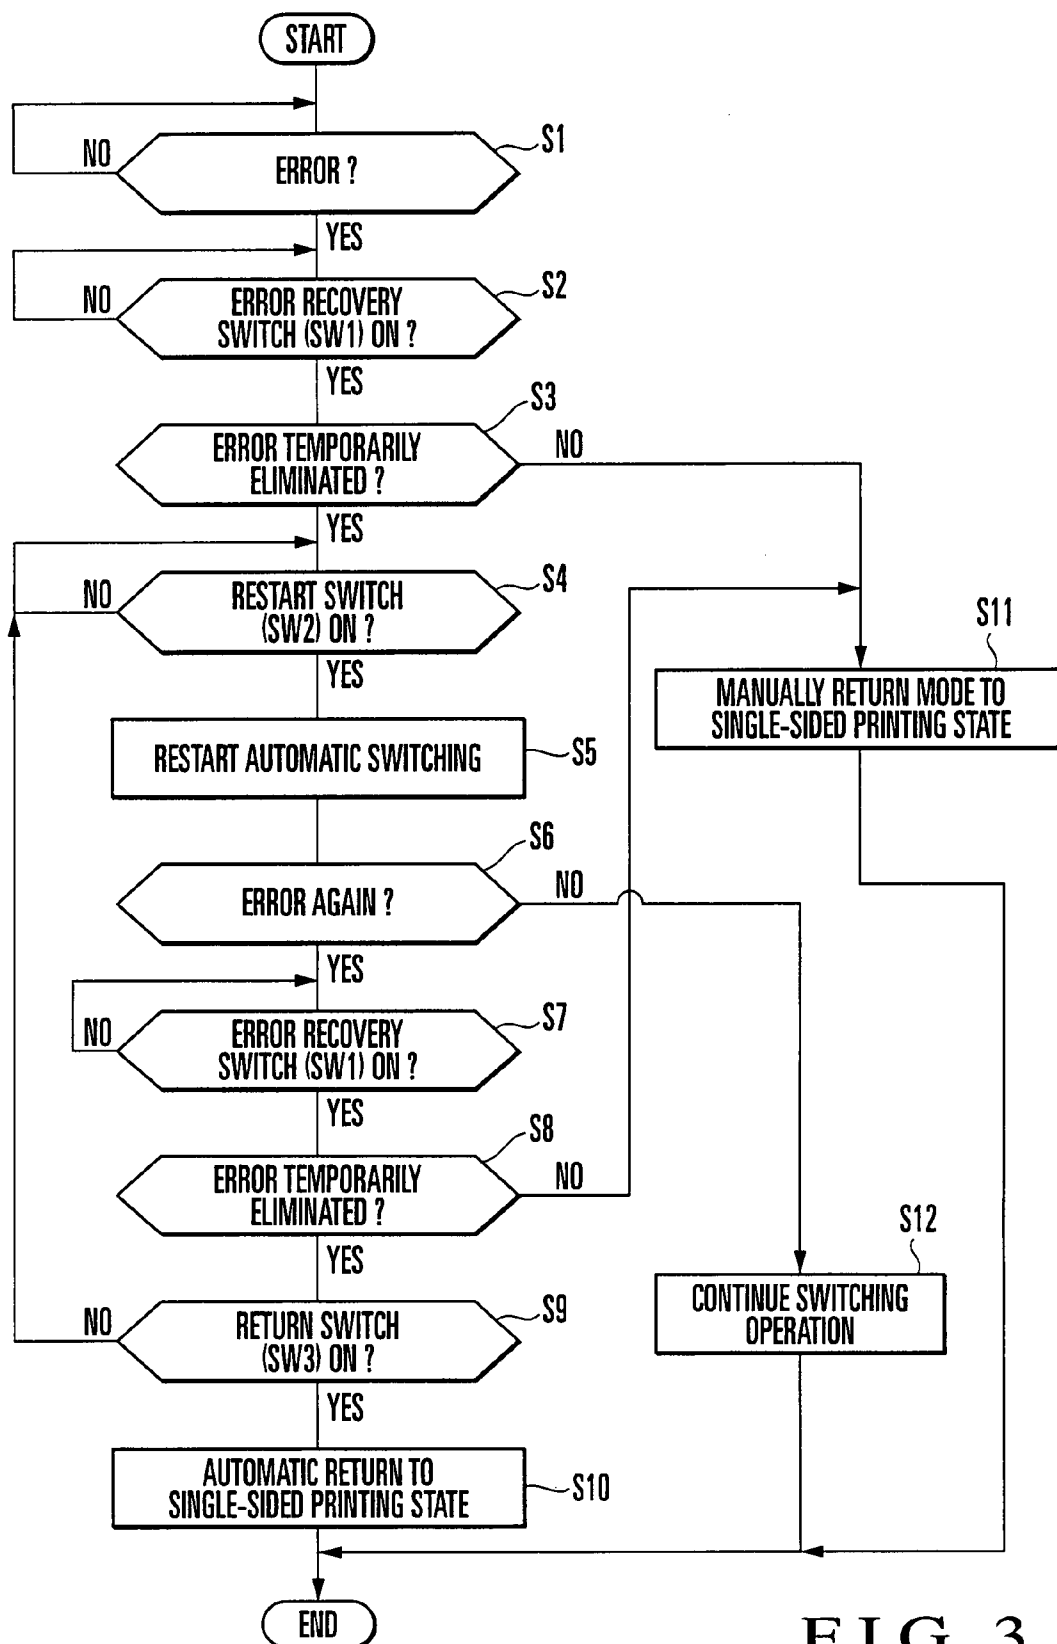 START
S1
NO
ERROR ?
YES
S2
NO
ERROR RECOVERY
SWITCH (SW1) ON ?
YES
S3
ERROR TEMPORARILY
ELIMINATED ?
NO
YES
S4
NO
RESTART SWITCH
(SW2) ON ?
YES
S11
MANUALLY RETURN MODE TO
SINGLE-SIDED PRINTING STATE
RESTART AUTOMATIC SWITCHING
S5
S6
ERROR AGAIN ?
NO
YES
S7
NO
ERROR RECOVERY
SWITCH (SW1) ON ?
YES
S8
ERROR TEMPORARILY
ELIMINATED ?
NO
YES
S12
CONTINUE SWITCHING
OPERATION
S9
NO
RETURN SWITCH
(SW3) ON ?
YES
AUTOMATIC RETURN TO
SINGLE-SIDED PRINTING STATE
S10
END
FIG. 3